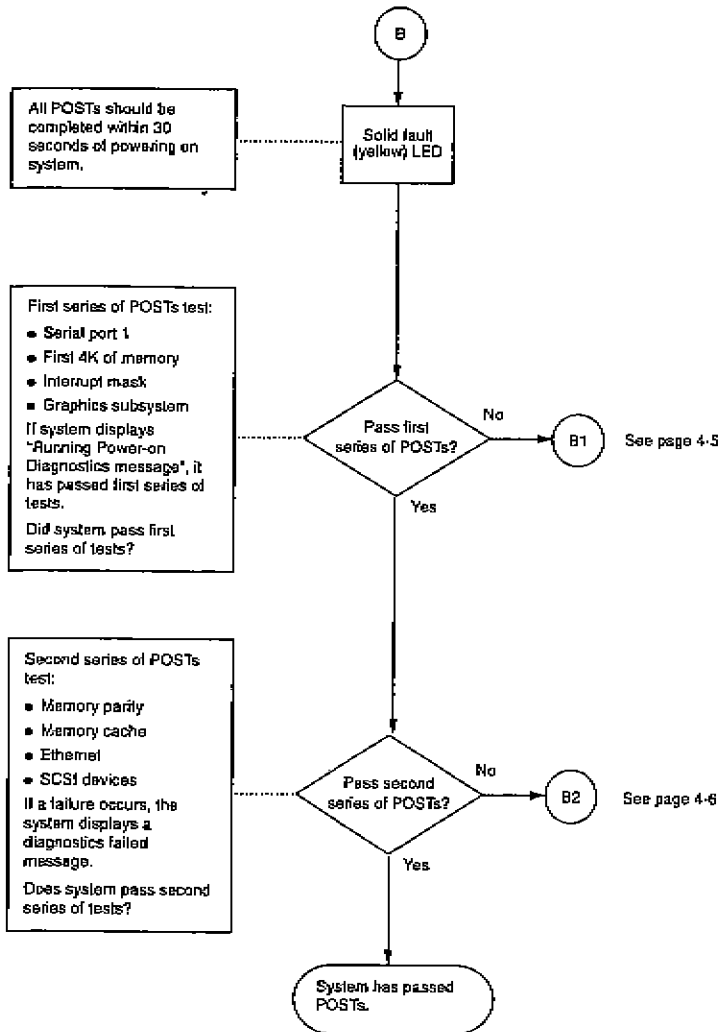 B
All POSTs should be
completed within 30
seconds of powering on
system.
Solid fault
(yellow) LED
First series of POSTs test:
• Serial port 1
• First 4K of memory
• Interrupt mask
• Graphics subsystem
If system displays
"Running Power-on
Diagnostics message", it
has passed first series of
tests.
Did system pass first
series of tests?
Pass first
series of POSTs?
No
B1
See page 4-5
Yes
Second series of POSTs
test:
• Memory parity
• Memory cache
• Ethernet
• SCSI devices
If a failure occurs, the
system displays a
diagnostics failed
message.
Does system pass second
series of tests?
Pass second
series of POSTs?
No
B2
See page 4-6
Yes
System has passed
POSTs.